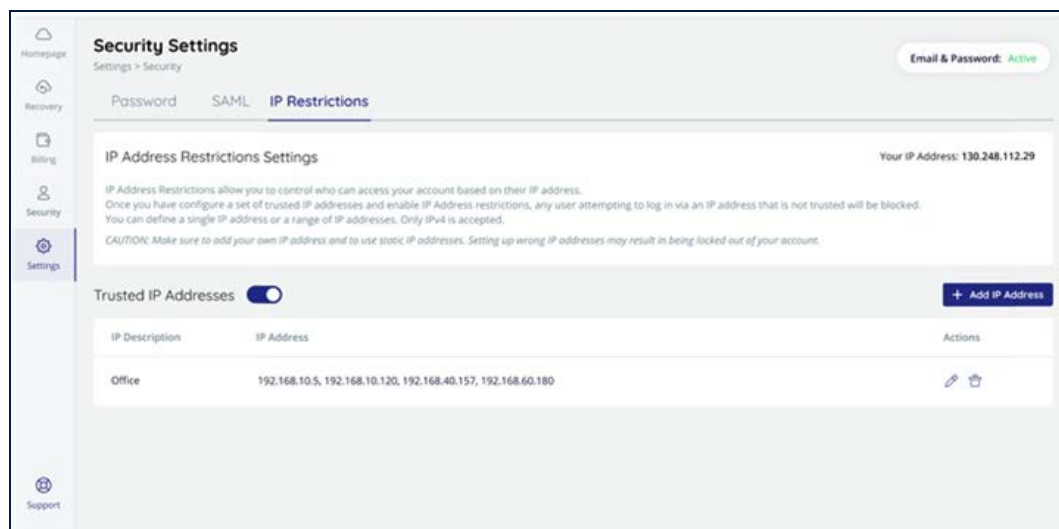 Homepage
Recovery
Billing
Security
Settings
Support
Security Settings
Settings > Security
Email & Password: Active
Password SAML IP Restrictions
IP Address Restrictions Settings
Your IP Address: 130.248.112.29
IP Address Restrictions allow you to control who can access your account based on their IP address.
Once you have configure a set of trusted IP addresses and enable IP Address restrictions, any user attempting to log in via an IP address that is not trusted will be blocked.
You can define a single IP address or a range of IP addresses. Only IPv4 is accepted.
CAUTION: Make sure to add your own IP address and to use static IP addresses. Setting up wrong IP addresses may result in being locked out of your account.
Trusted IP Addresses
+ Add IP Address
IP Description IP Address Actions
Office 192.168.10.5, 192.168.10.120, 192.168.40.157, 192.168.60.180